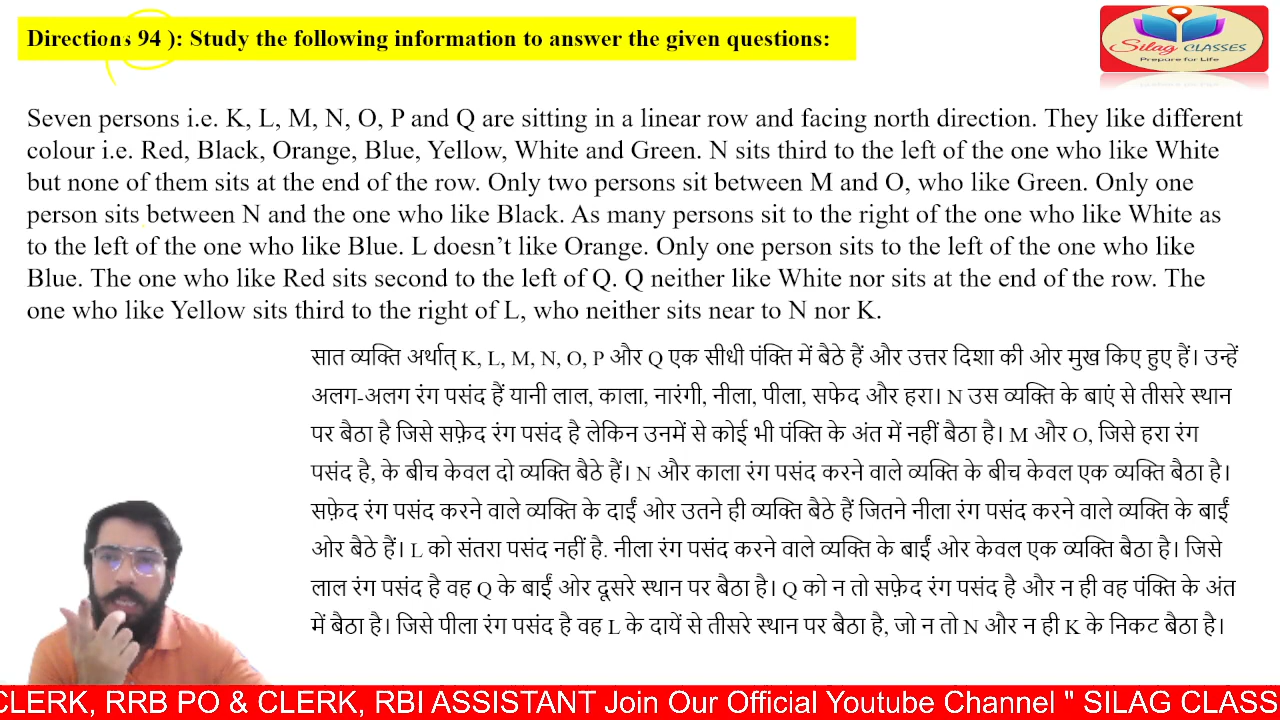 Directions 94 ): Study the following information to answer the given questions:
Silag CLASSES
Prepare for Life
Seven persons i.e. K, L, M, N, O, P and Q are sitting in a linear row and facing north direction. They like different
colour i.e. Red, Black, Orange, Blue, Yellow, White and Green. N sits third to the left of the one who like White
but none of them sits at the end of the row. Only two persons sit between M and O, who like Green. Only one
person sits between N and the one who like Black. As many persons sit to the right of the one who like White as
to the left of the one who like Blue. L doesn’t like Orange. Only one person sits to the left of the one who like
Blue. The one who like Red sits second to the left of Q. Q neither like White nor sits at the end of the row. The
one who like Yellow sits third to the right of L, who neither sits near to N nor K.
सात व्यक्ति अर्थात् K, L, M, N, O, P और Q एक सीधी पंक्ति में बैठे हैं और उत्तर दिशा की ओर मुख किए हुए हैं। उन्हें
अलग-अलग रंग पसंद हैं यानी लाल, काला, नारंगी, नीला, पीला, सफेद और हरा। N उस व्यक्ति के बाएं से तीसरे स्थान
पर बैठा है जिसे सफ़ेद रंग पसंद है लेकिन उनमें से कोई भी पंक्ति के अंत में नहीं बैठा है। M और O, जिसे हरा रंग
पसंद है, के बीच केवल दो व्यक्ति बैठे हैं। N और काला रंग पसंद करने वाले व्यक्ति के बीच केवल एक व्यक्ति बैठा है।
सफ़ेद रंग पसंद करने वाले व्यक्ति के दाईं ओर उतने ही व्यक्ति बैठे हैं जितने नीला रंग पसंद करने वाले व्यक्ति के बाईं
ओर बैठे हैं। L को संतरा पसंद नहीं है. नीला रंग पसंद करने वाले व्यक्ति के बाईं ओर केवल एक व्यक्ति बैठा है। जिसे
लाल रंग पसंद है वह Q के बाईं ओर दूसरे स्थान पर बैठा है। Q को न तो सफ़ेद रंग पसंद है और न ही वह पंक्ति के अंत
में बैठा है। जिसे पीला रंग पसंद है वह L के दायें से तीसरे स्थान पर बैठा है, जो न तो N और न ही K के निकट बैठा है।
CLERK, RRB PO & CLERK, RBI ASSISTANT Join Our Official Youtube Channel " SILAG CLASS